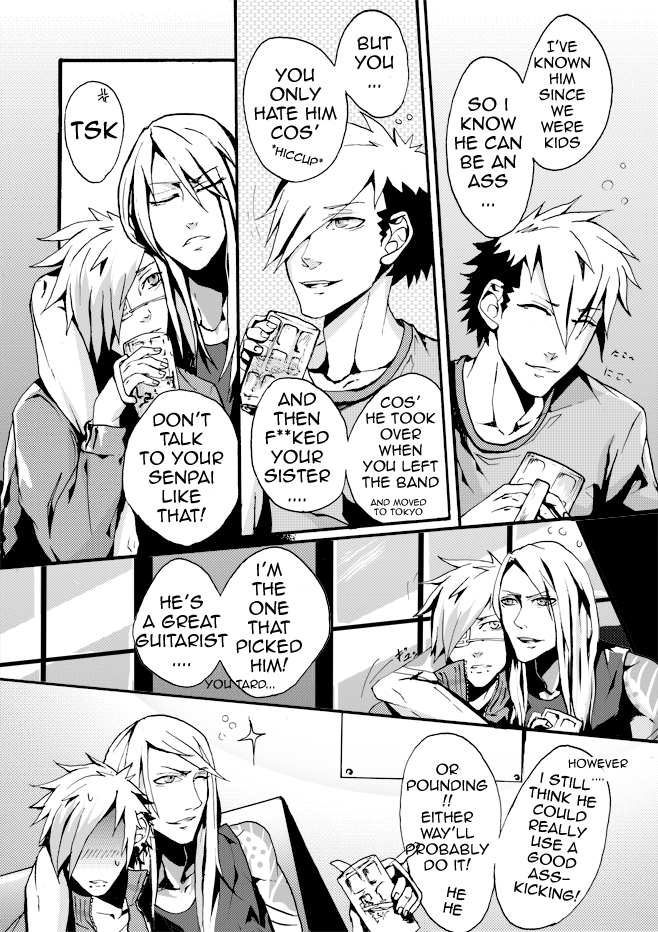 I'VE
KNOWN
HIM
SINCE
WE
WERE
KIDS
SO I
KNOW
HE CAN
BE AN
ASS
...
BUT
YOU
...
YOU
ONLY
HATE HIM
COS'
*HICCUP*
COS'
HE TOOK
OVER
WHEN
YOU LEFT
THE BAND
AND MOVED
TO TOKYO
AND
THEN
F**KED
YOUR
SISTER
....
TSK
DON'T
TALK
TO YOUR
SENPAI
LIKE
THAT!
I'M
THE
ONE
THAT
PICKED
HIM!
YOU TARD...
HE'S
A GREAT
GUITARIST
....
HOWEVER
....
I STILL
THINK HE
COULD
REALLY
USE A
GOOD
ASS-
KICKING!
OR
POUNDING
!!
EITHER
WAY'LL
PROBABLY
DO IT!
HE
HE